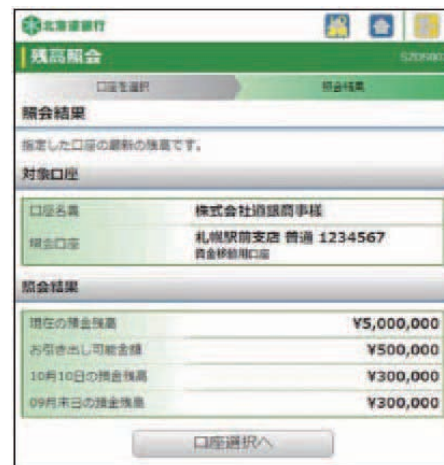 北海道銀行
残高照会
口座を選択
照会結果
照会結果
指定した口座の最新の残高です。
対象口座
口座名義 株式会社道銀商事様
照会口座 札幌駅前支店 普通 1234567
資金移動用口座
照会結果
現在の預金残高 ¥5,000,000
お引き出し可能金額 ¥500,000
10月10日の預金残高 ¥300,000
09月末日の預金残高 ¥300,000
口座選択へ